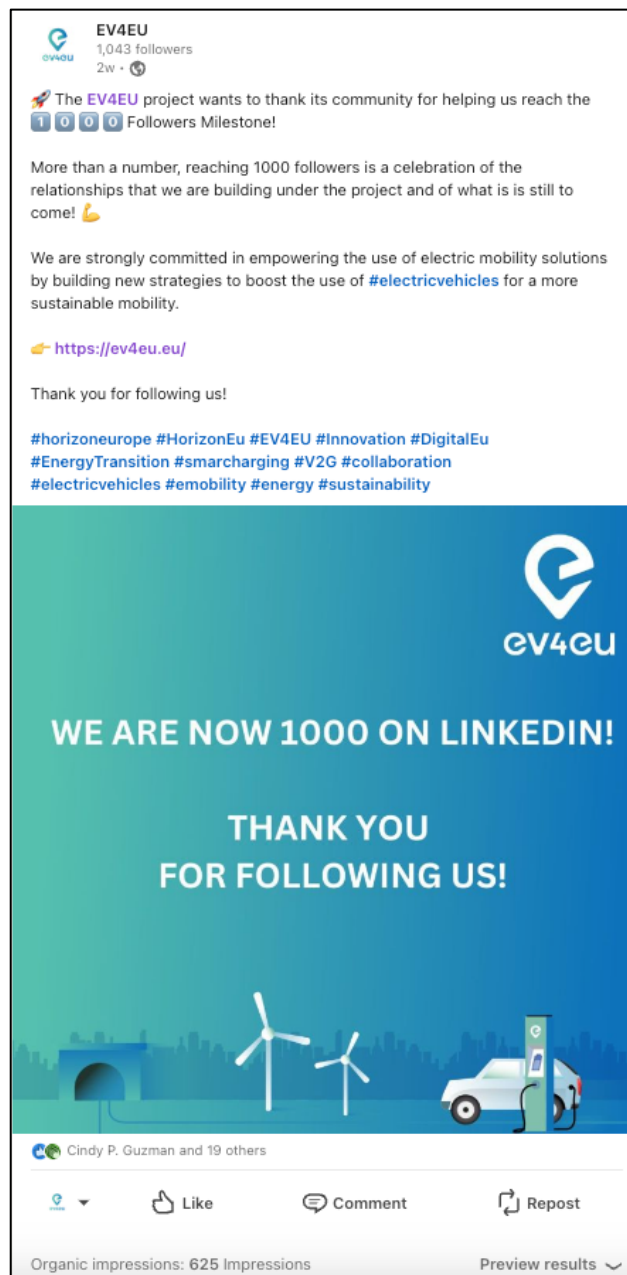 EV4EU
1,043 followers
2w •
🚀 The EV4EU project wants to thank its community for helping us reach the
1️⃣0️⃣0️⃣0️⃣ Followers Milestone!
More than a number, reaching 1000 followers is a celebration of the
relationships that we are building under the project and of what is is still to
come! 💪
We are strongly committed in empowering the use of electric mobility solutions
by building new strategies to boost the use of #electricvehicles for a more
sustainable mobility.
👉 https://ev4eu.eu/
Thank you for following us!
#horizoneurope #HorizonEu #EV4EU #Innovation #DigitalEu
#EnergyTransition #smarcharging #V2G #collaboration
#electricvehicles #emobility #energy #sustainability
ev4eu
WE ARE NOW 1000 ON LINKEDIN!
THANK YOU
FOR FOLLOWING US!
Cindy P. Guzman and 19 others
Like Comment Repost
Organic impressions: 625 Impressions Preview results